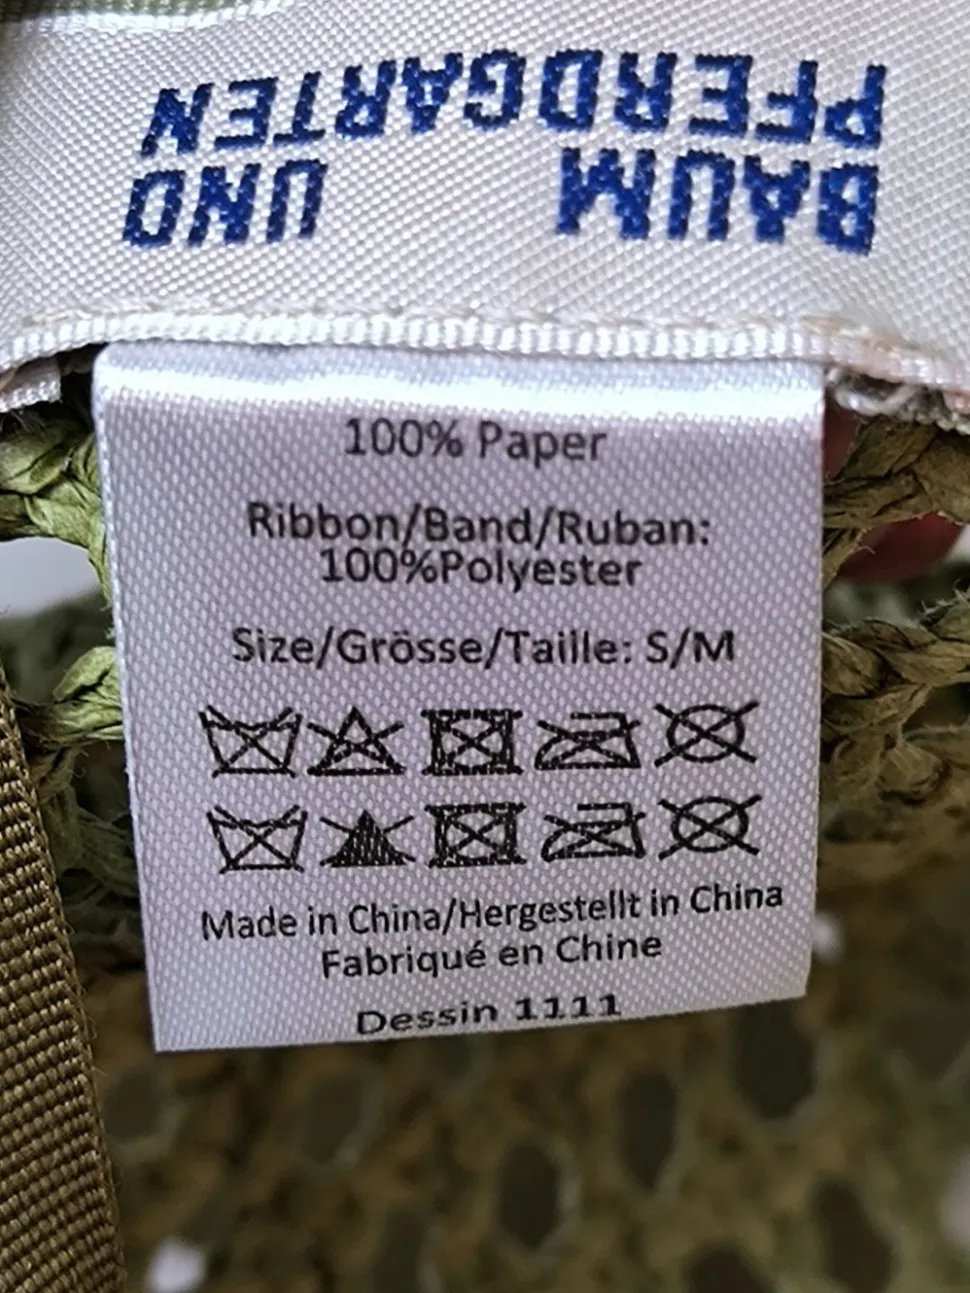 BAUM UND
PFERDGARTEN
100% Paper
Ribbon/Band/Ruban:
100%Polyester
Size/Grösse/Taille: S/M
Made in China/Hergestellt in China
Fabriqué en Chine
Dessin 1111